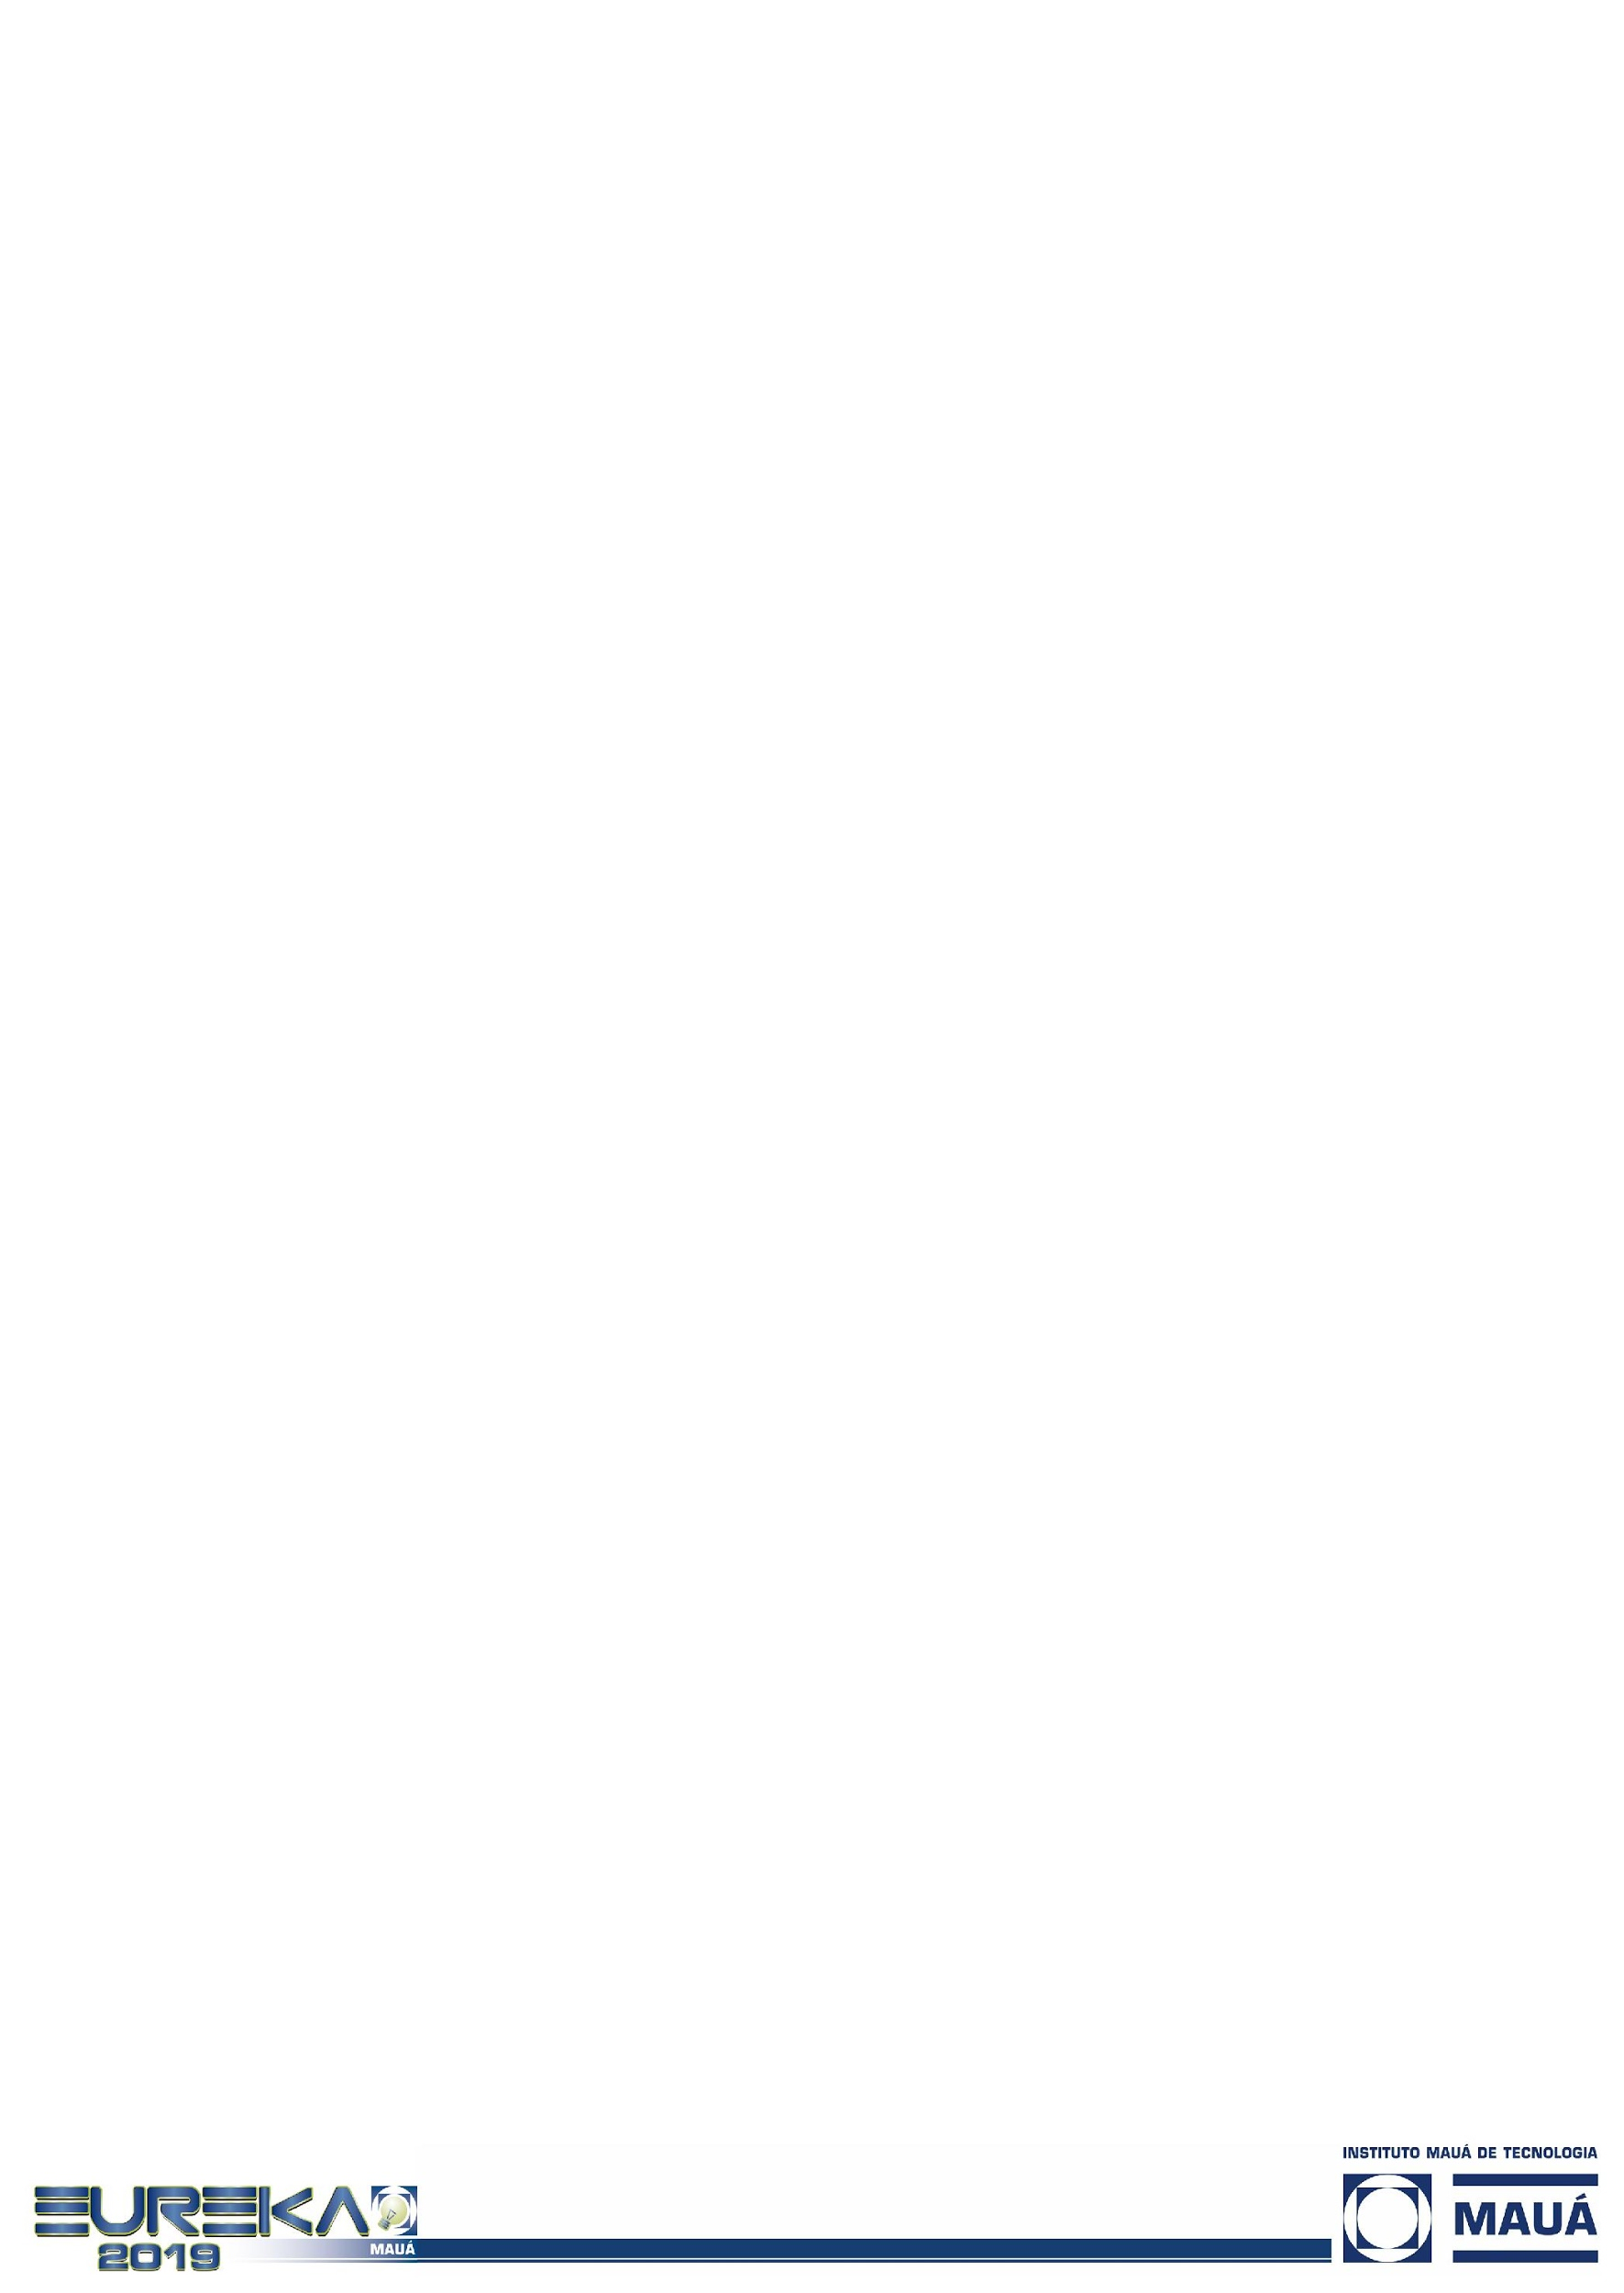 INSTITUTO MAUÁ DE TECNOLOGIA
EUREKA
MAUÁ
2019
MAUÁ